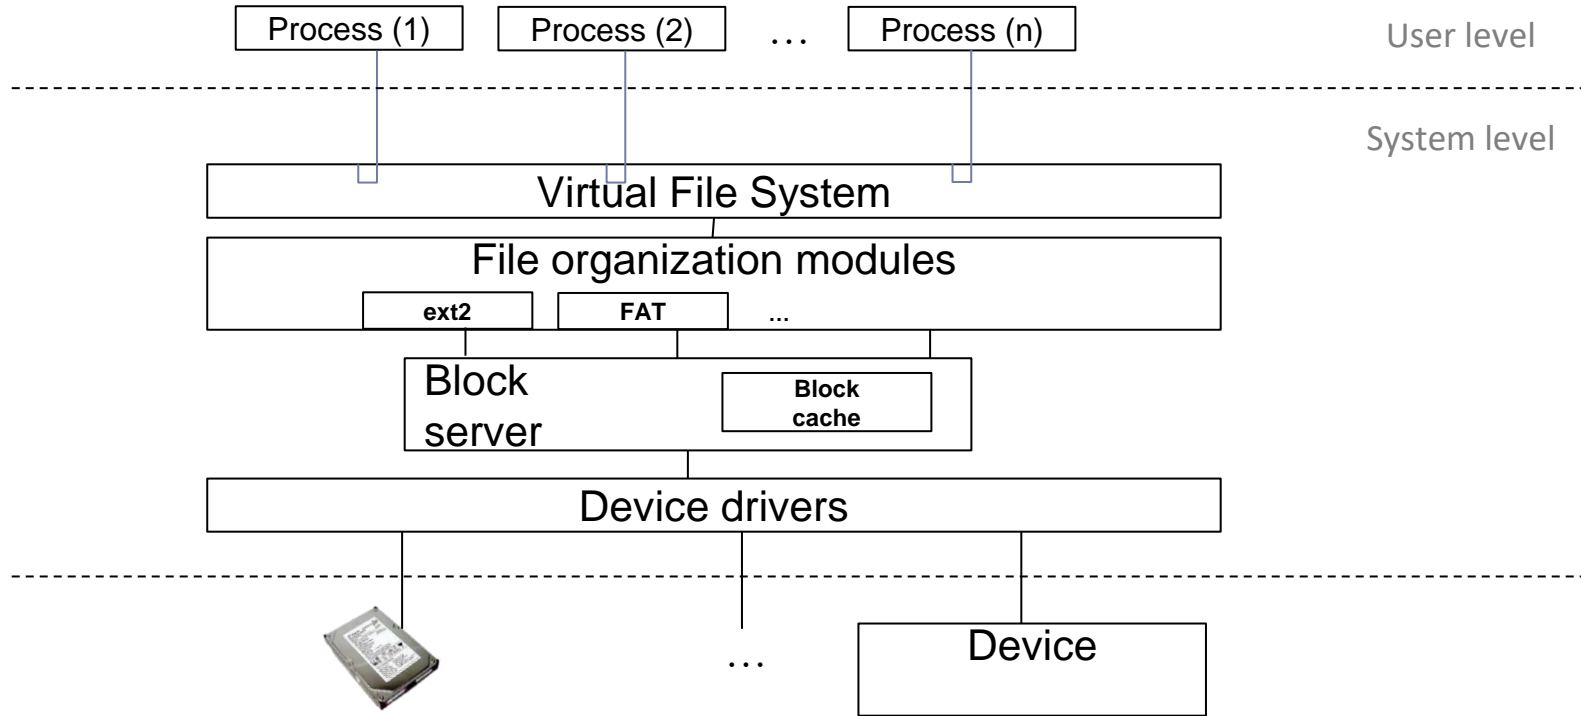 Process (1) Process (2) … Process (n) User level
System level
Virtual File System
File organization modules
ext2 FAT ...
Block
server
Block
cache
Device drivers
… Device